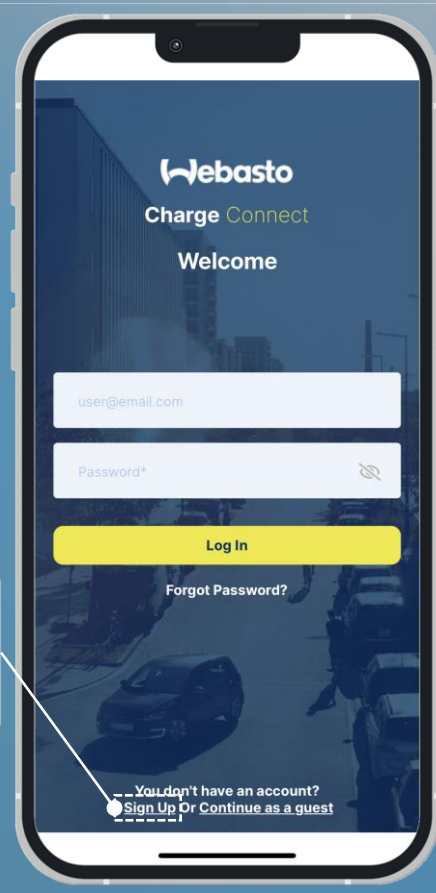 Webasto
Charge Connect
Welcome
user@email.com
Password*
Log In
Forgot Password?
You don't have an account?
Sign Up Or Continue as a guest